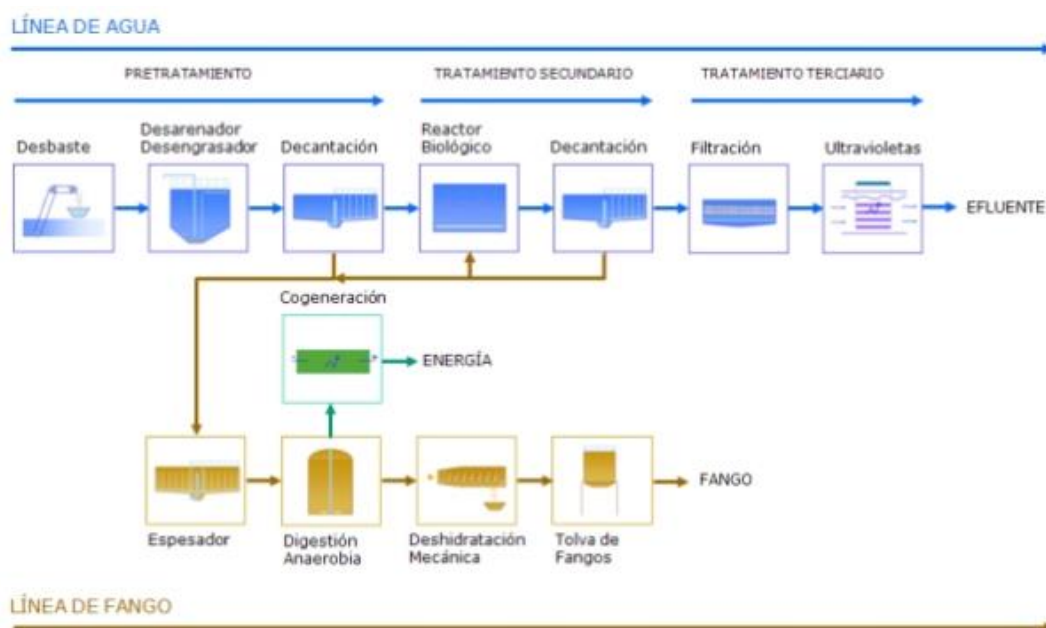 LÍNEA DE AGUA
PRETRATAMIENTO
TRATAMIENTO SECUNDARIO
TRATAMIENTO TERCIARIO
Desbaste
Desarenador
Desengrasador
Decantación
Reactor
Biológico
Decantación
Filtración
Ultravioletas
EFLUENTE
Cogeneración
ENERGÍA
FANGO
Espesador
Digestión
Anaerobia
Deshidratación
Mecánica
Tolva de
Fangos
LÍNEA DE FANGO